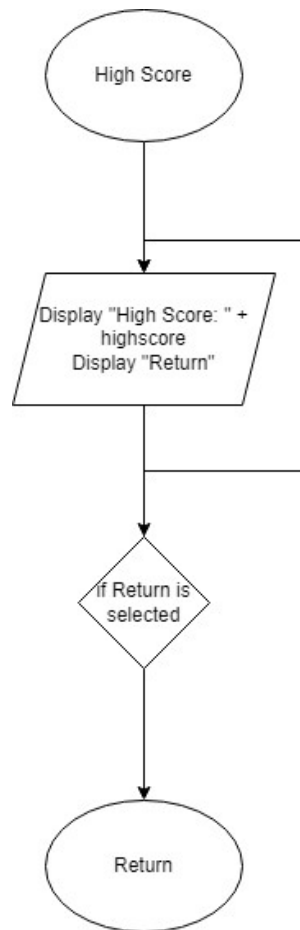 High Score
Display "High Score: " +
highscore
Display "Return"
if Return is
selected
Return